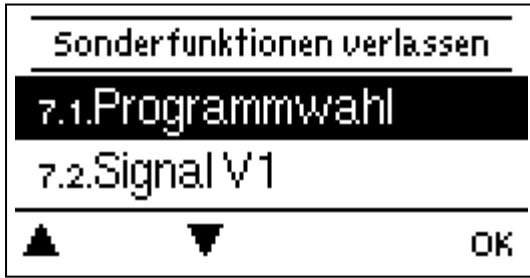 Sonderfunktionen verlassen
7.1.Programmwahl
7.2.Signal V1
OK